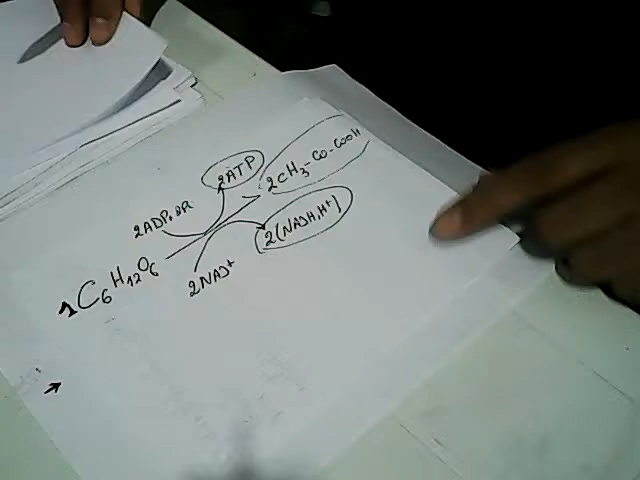 2ATP
2CH3-CO-COOH
2ADP+2Pi
2(NADH,H+)
1C6H12O6
2NAD+